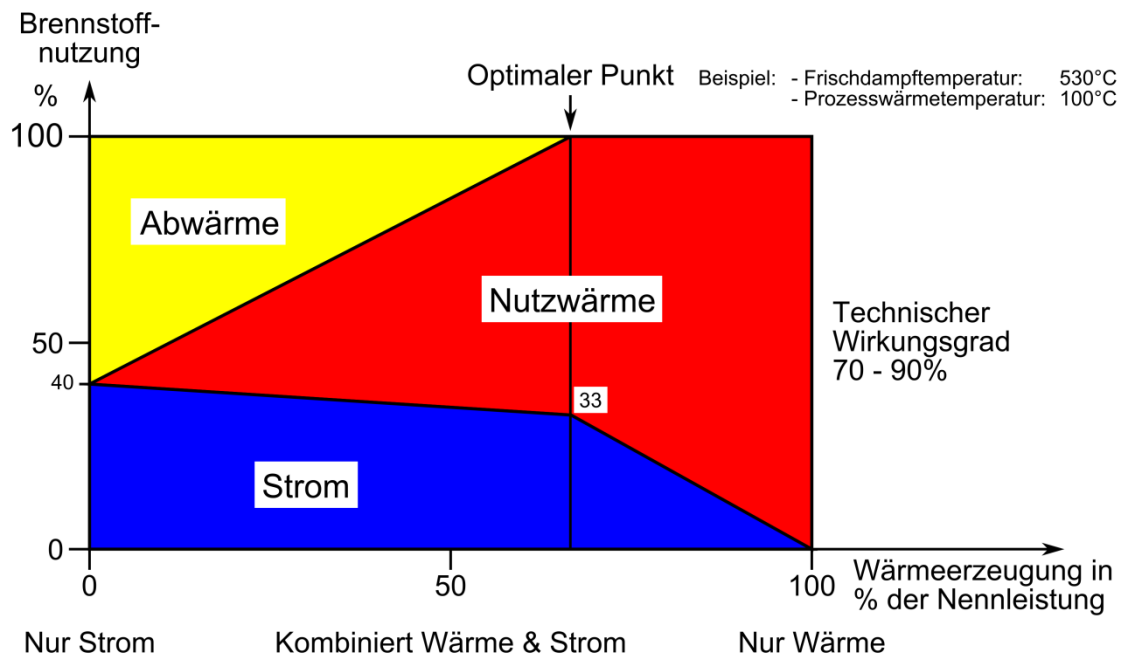 Brennstoff-
nutzung
%
Optimaler Punkt
Beispiel: - Frischdampftemperatur: 530°C
- Prozesswärmetemperatur: 100°C
100
Abwärme
Nutzwärme
Technischer
Wirkungsgrad
70 - 90%
50
40
33
Strom
0
0
50
100
Wärmeerzeugung in
% der Nennleistung
Nur Strom
Kombiniert Wärme & Strom
Nur Wärme